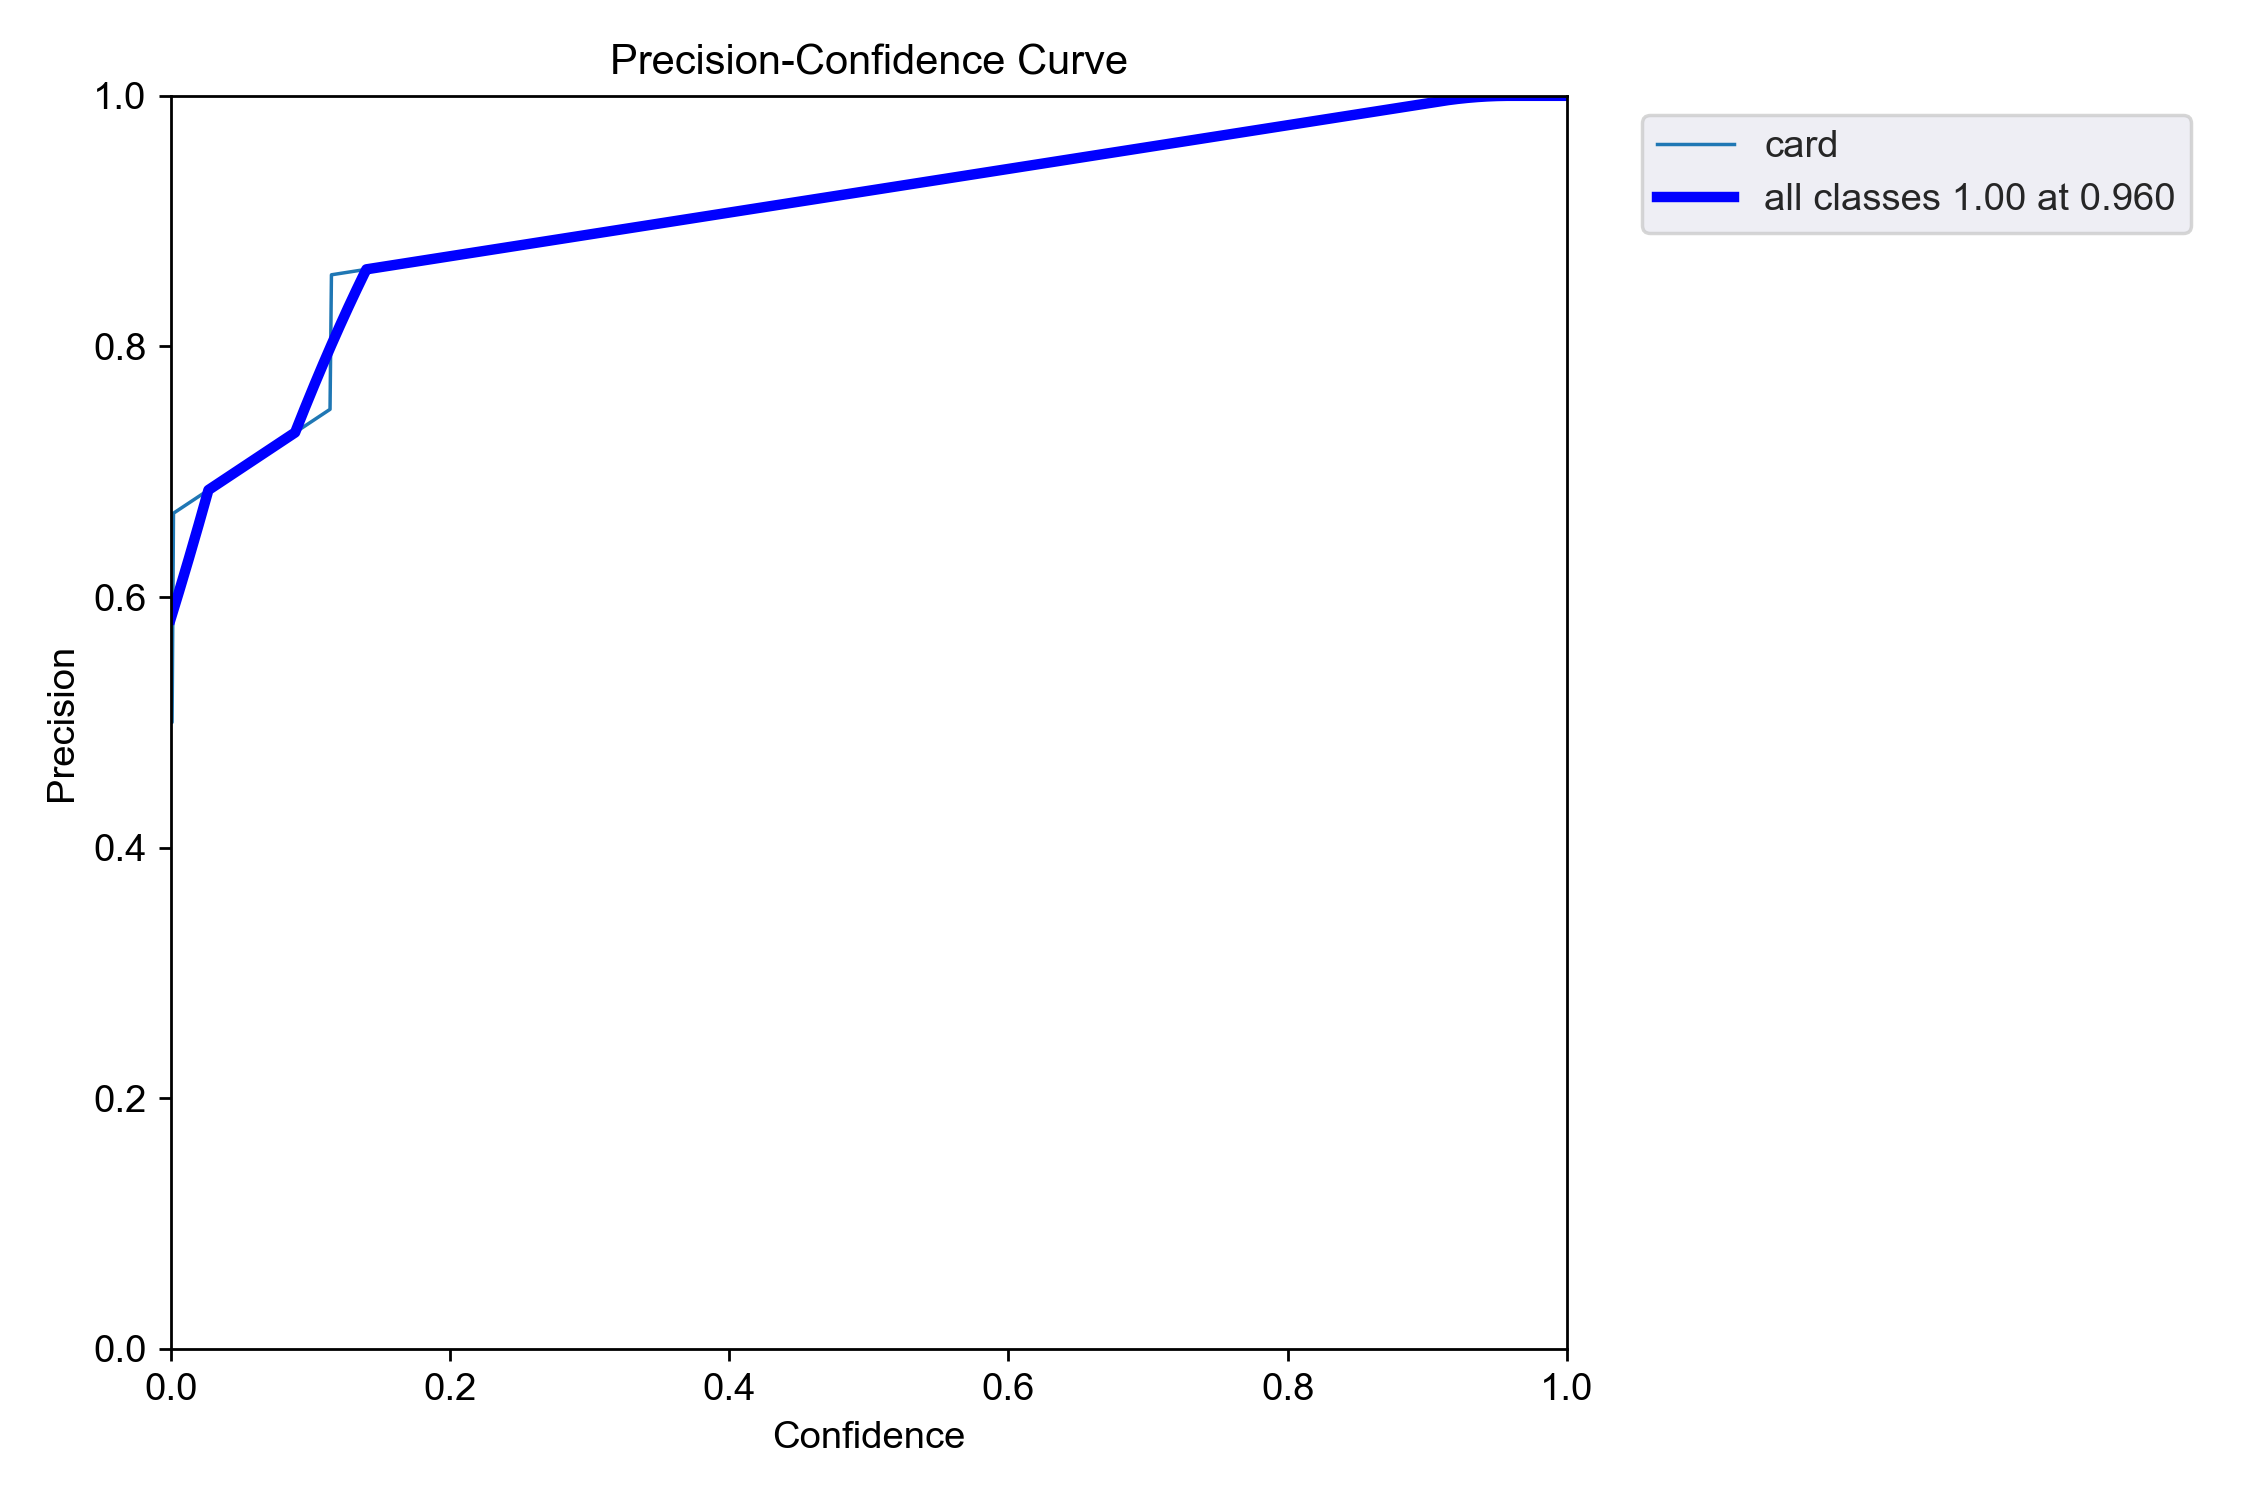 Precision-Confidence Curve
1.0
0.8
0.6
0.4
0.2
0.0
Precision
0.0 0.2 0.4 0.6 0.8 1.0
Confidence
card
all classes 1.00 at 0.960